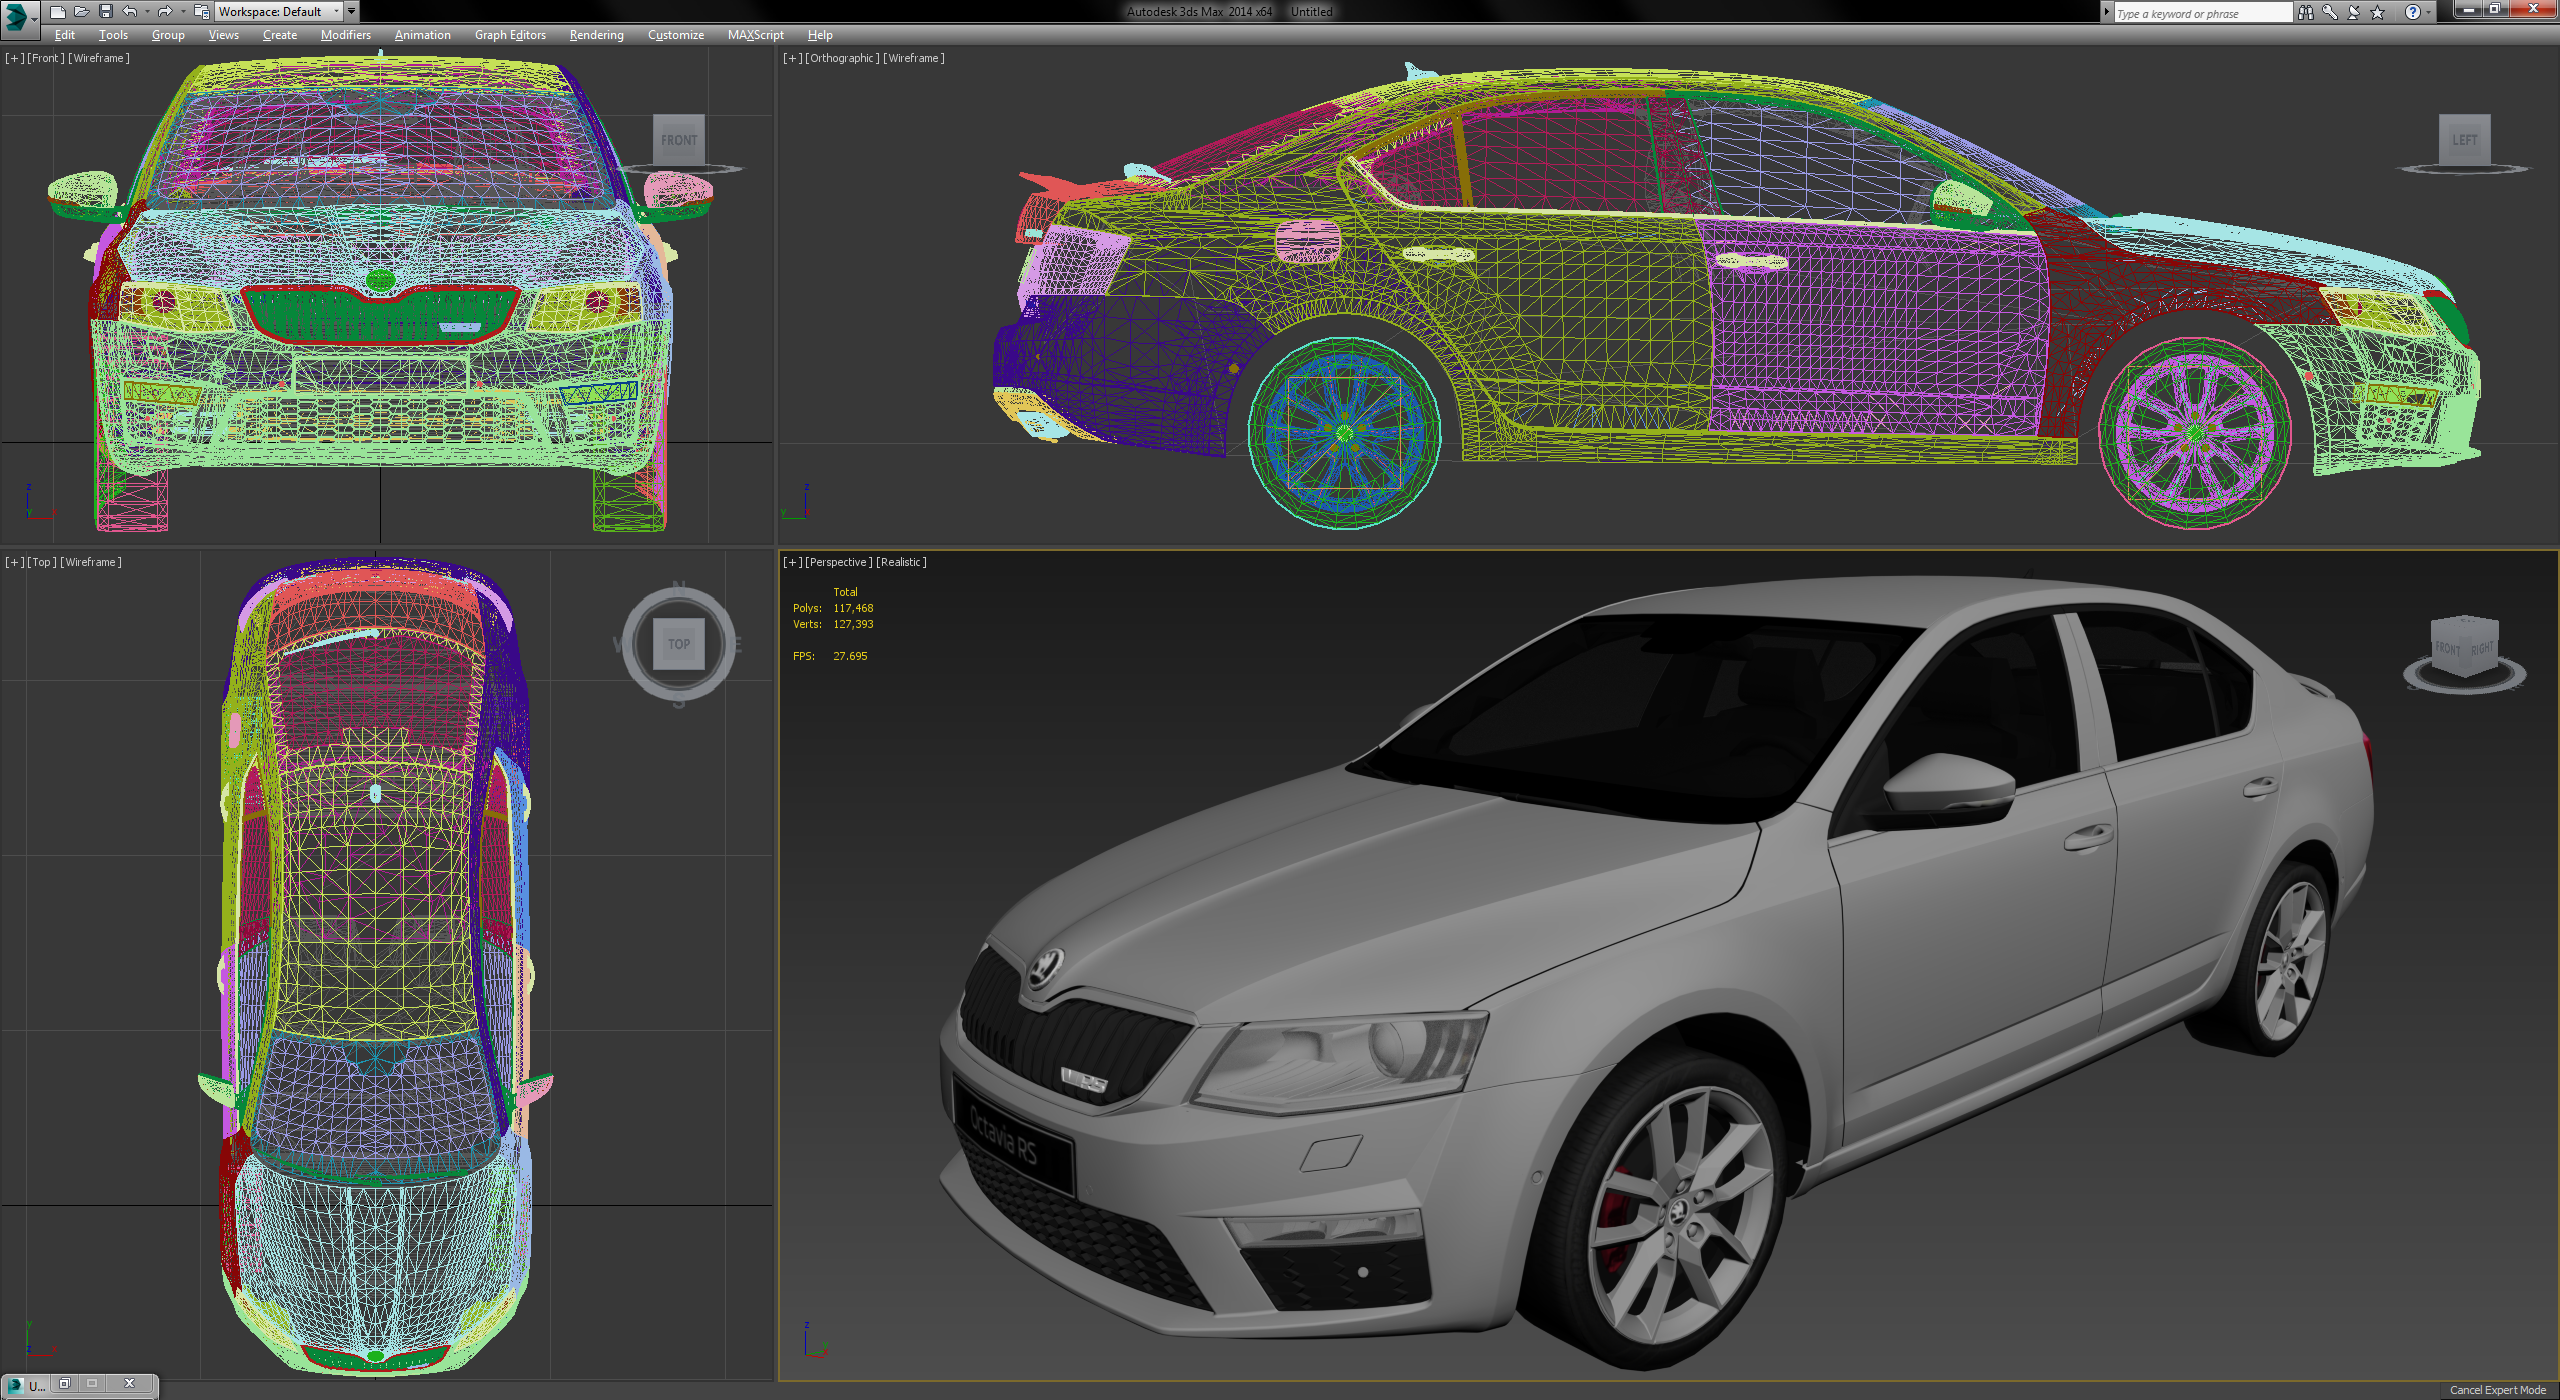 Workspace: Default
Autodesk 3ds Max 2014 x64 Untitled
Type a keyword or phrase
Edit Tools Group Views Create Modifiers Animation Graph Editors Rendering Customize MAXScript Help
[+] [Front] [Wireframe]
FRONT
z
y
[+] [Orthographic] [Wireframe]
LEFT
z
y
[+] [Top] [Wireframe]
N
E
S
TOP
y
z
[+] [Perspective] [Realistic]
Total
Polys: 117,468
Verts: 127,393
FPS: 27.695
FRONT RIGHT
RS
Octavia RS
z
U...
Cancel Expert Mode